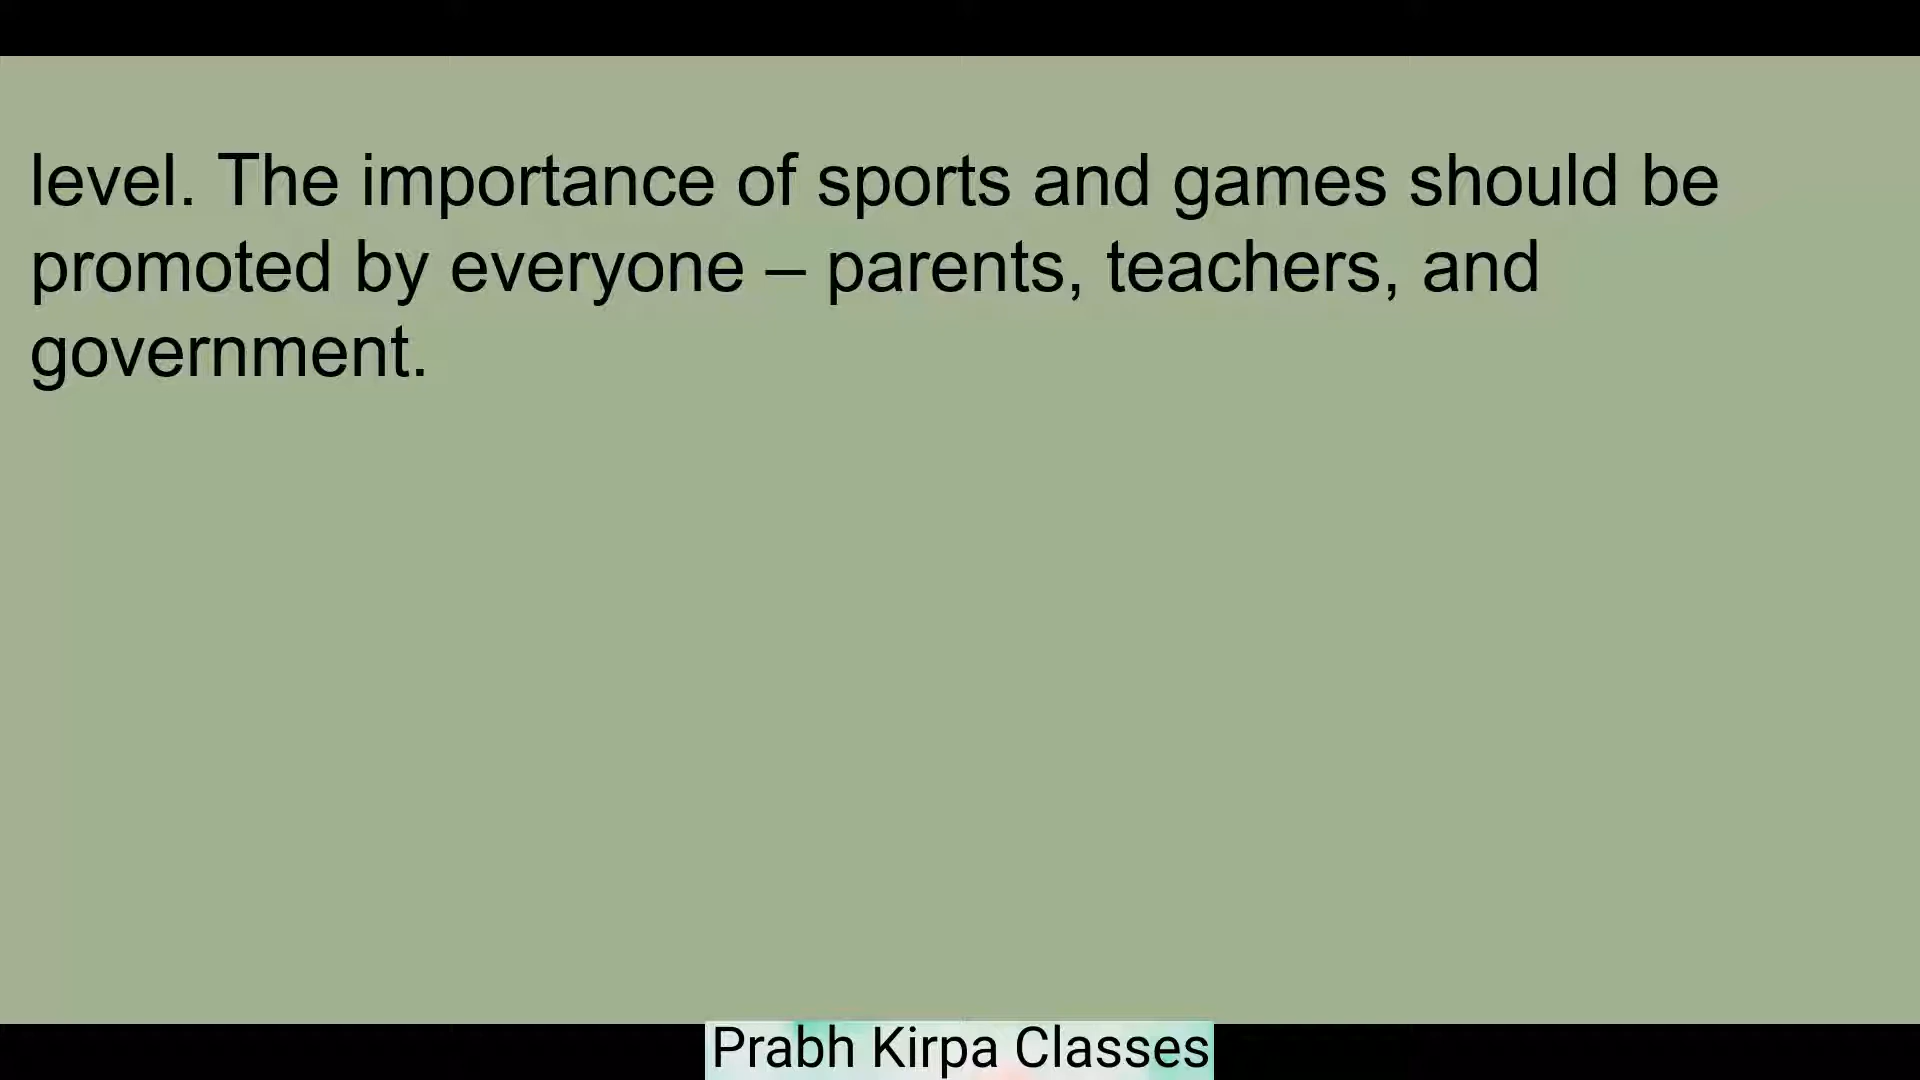 level. The importance of sports and games should be
promoted by everyone – parents, teachers, and
government.
Prabh Kirpa Classes